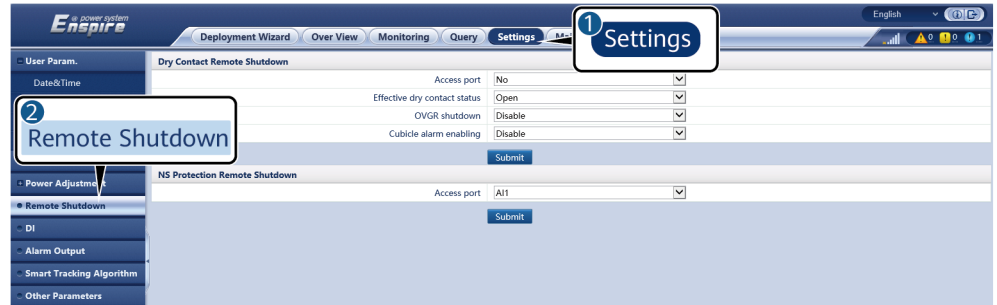 Enspire
@ power system
English
Deployment Wizard
Over View
Monitoring
Query
Settings
1
Settings
0
0
1
User Param.
Date&Time
2
Remote Shutdown
Power Adjustment
Remote Shutdown
DI
Alarm Output
Smart Tracking Algorithm
Other Parameters
Dry Contact Remote Shutdown
Access port No
Effective dry contact status Open
OVGR shutdown Disable
Cubicle alarm enabling Disable
Submit
NS Protection Remote Shutdown
Access port AI1
Submit